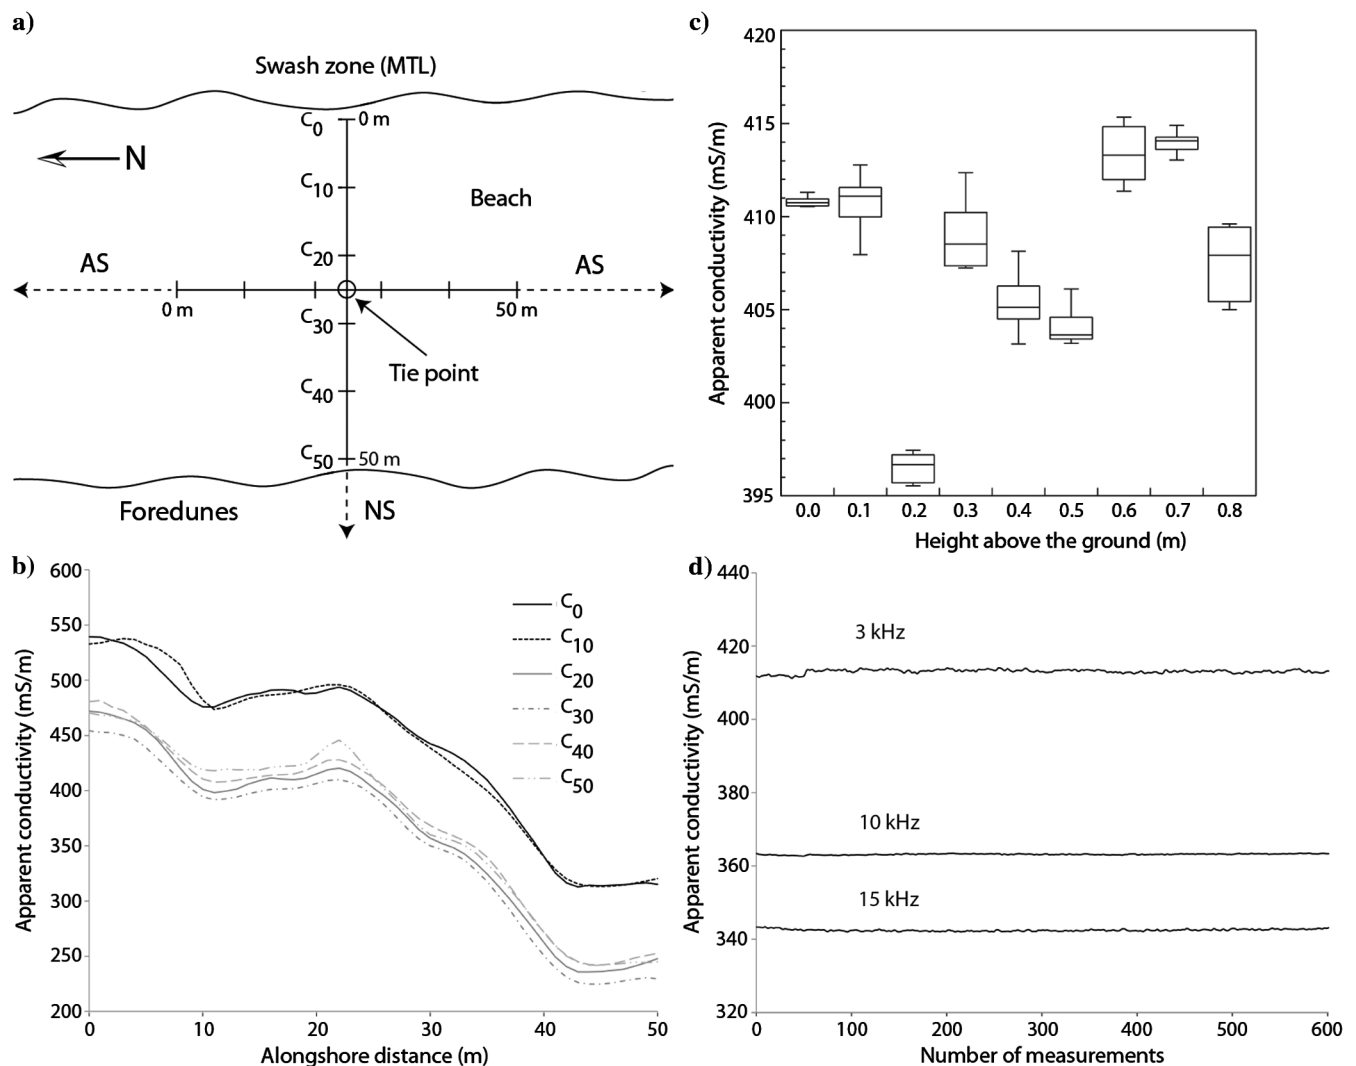 a)
Swash zone (MTL)
C0 0 m
N
C10
Beach
C20
AS
AS
0 m
50 m
C30
Tie point
C40
C50 50 m
Foredunes
NS
c)
420
415
410
405
400
395
Apparent conductivity (mS/m)
0.0 0.1 0.2 0.3 0.4 0.5 0.6 0.7 0.8
Height above the ground (m)
b)
600
550
500
450
400
350
300
250
200
Apparent conductivity (mS/m)
C0
C10
C20
C30
C40
C50
0 10 20 30 40 50
Alongshore distance (m)
d)
440
420
400
380
360
340
320
Apparent conductivity (mS/m)
3 kHz
10 kHz
15 kHz
0 100 200 300 400 500 600
Number of measurements